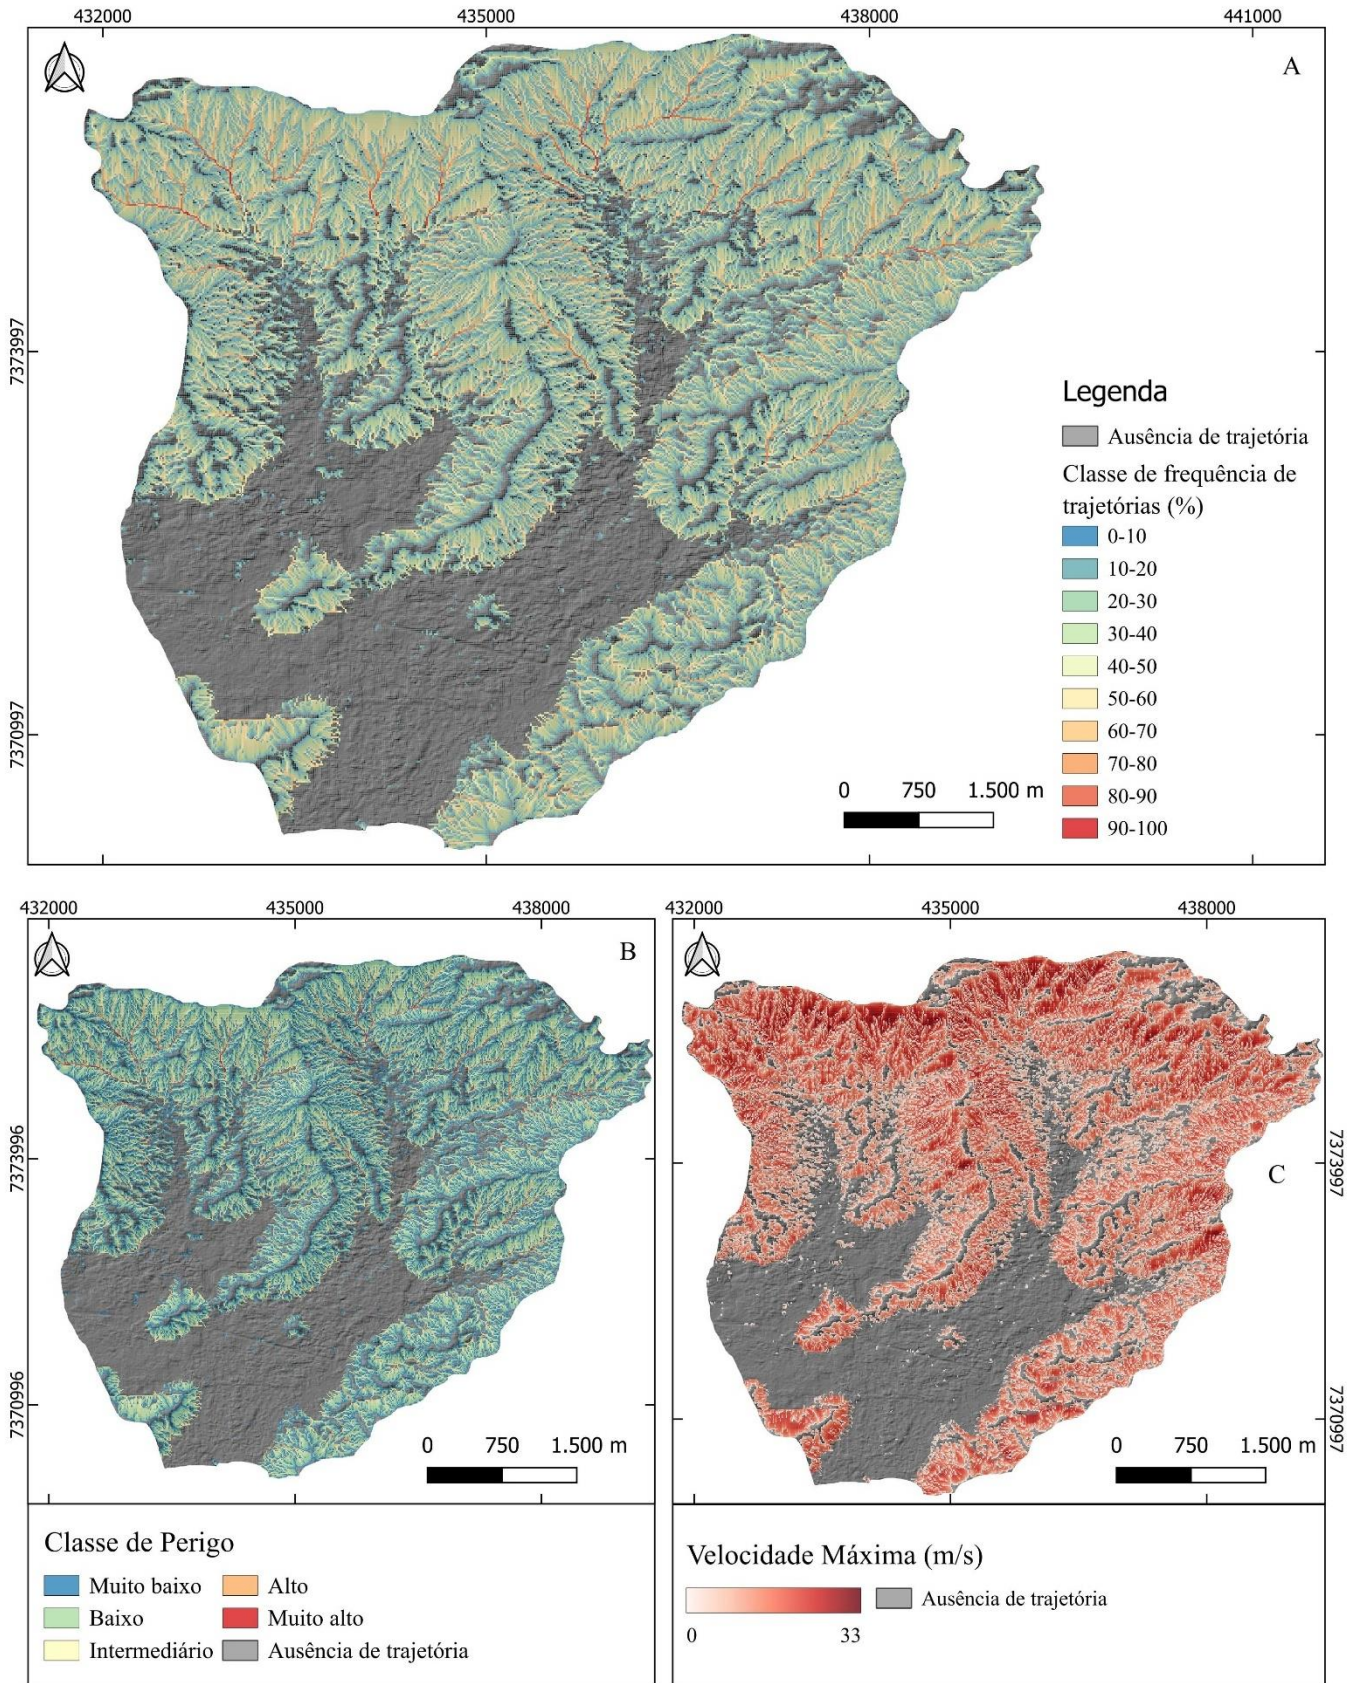 432000
435000
438000
441000
A
7373997
7370997
Legenda
Ausência de trajetória
Classe de frequência de
trajetórias (%)
0-10
10-20
20-30
30-40
40-50
50-60
60-70
70-80
80-90
90-100
0 750 1.500 m
432000
435000
438000
B
7373996
7370996
0 750 1.500 m
Classe de Perigo
Muito baixo
Baixo
Intermediário
Alto
Muito alto
Ausência de trajetória
432000
435000
438000
C
7373997
7370997
0 750 1.500 m
Velocidade Máxima (m/s)
0 33
Ausência de trajetória